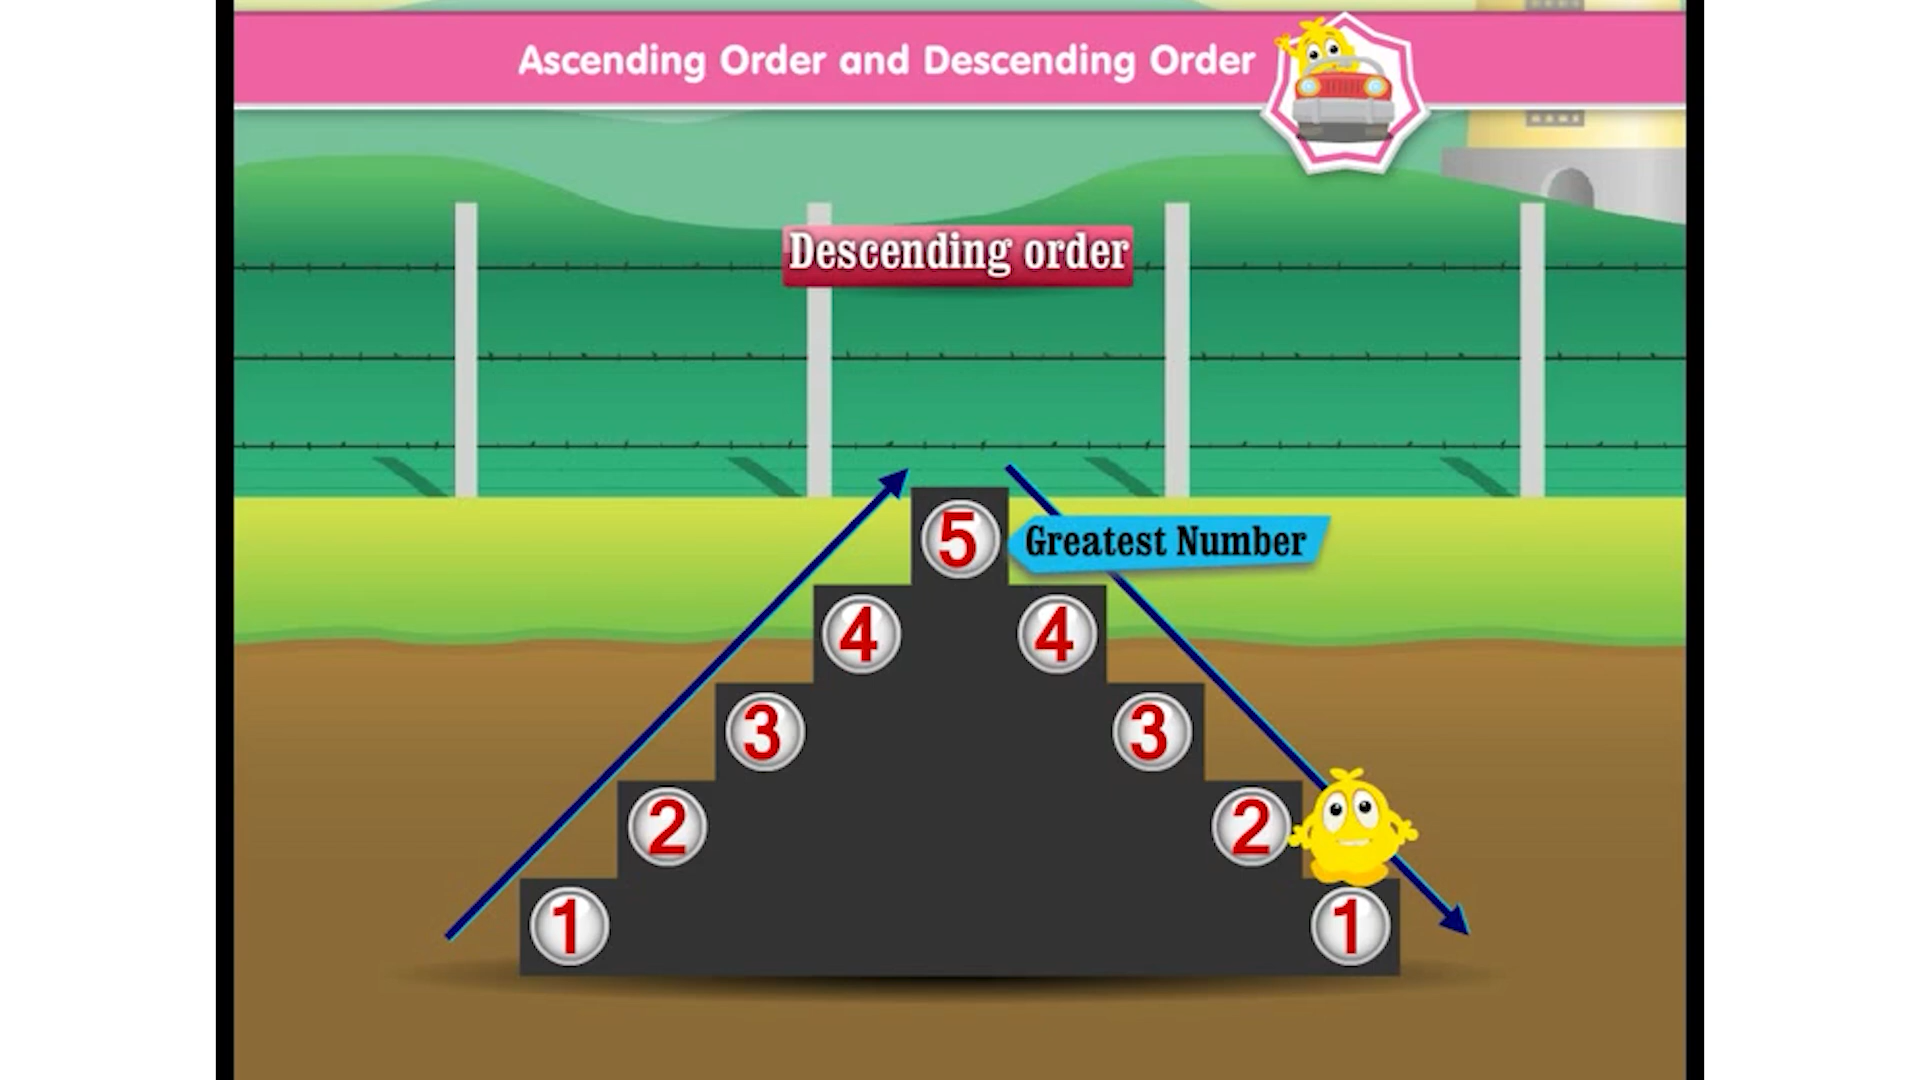 Ascending Order and Descending Order
Descending order
5 Greatest Number
4 4
3 3
2 2
1 1